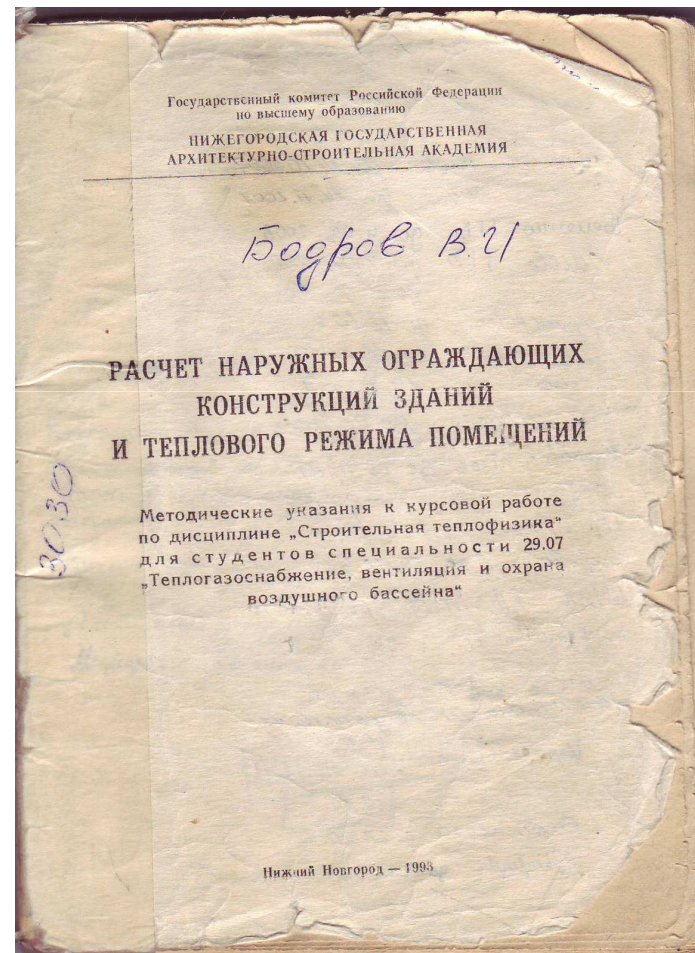 Государственный комитет Российской Федерации
по высшему образованию
НИЖЕГОРОДСКАЯ ГОСУДАРСТВЕННАЯ
АРХИТЕКТУРНО-СТРОИТЕЛЬНАЯ АКАДЕМИЯ
Бодров В.И
РАСЧЕТ НАРУЖНЫХ ОГРАЖДАЮЩИХ
КОНСТРУКЦИЙ ЗДАНИЙ
И ТЕПЛОВОГО РЕЖИМА ПОМЕЩЕНИЙ
3030
Методические указания к курсовой работе
по дисциплине „Строительная теплофизика“
для студентов специальности 29.07
„Теплогазоснабжение, вентиляция и охрана
воздушного бассейна“
Нижний Новгород — 1993